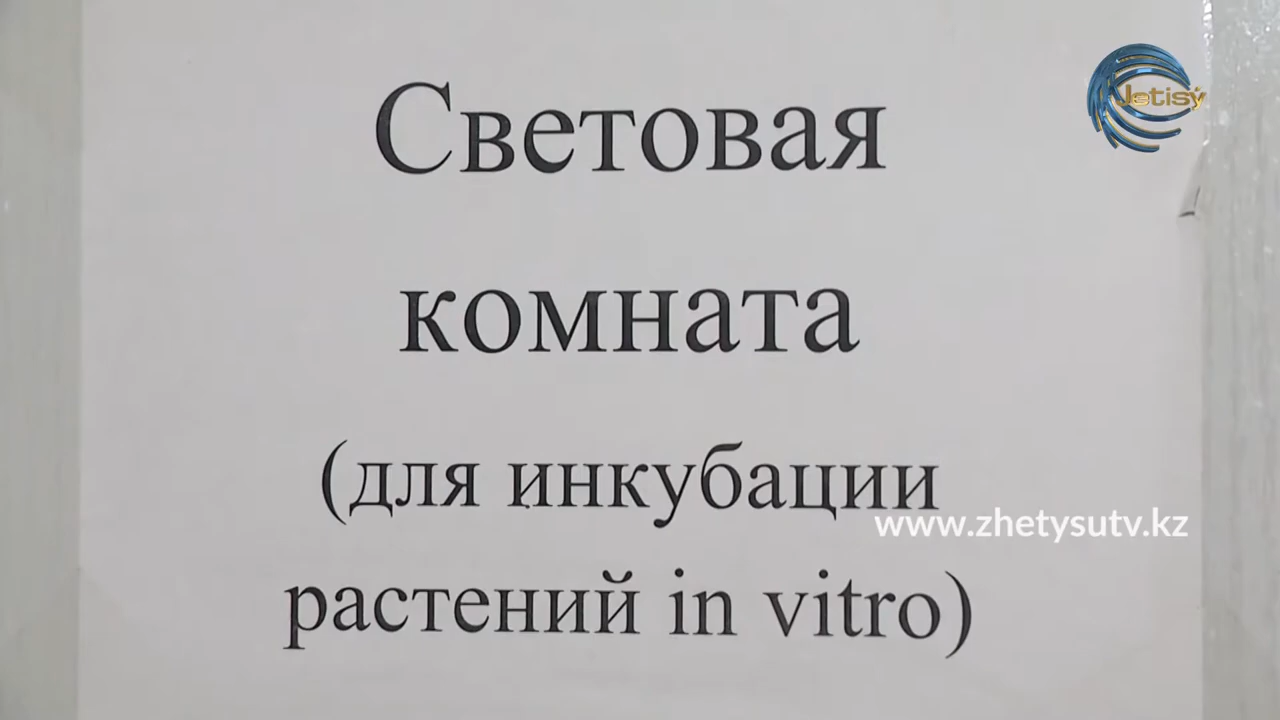 Jetisý
Световая
комната
(для инкубации
www.zhetysutv.kz
растений in vitro)